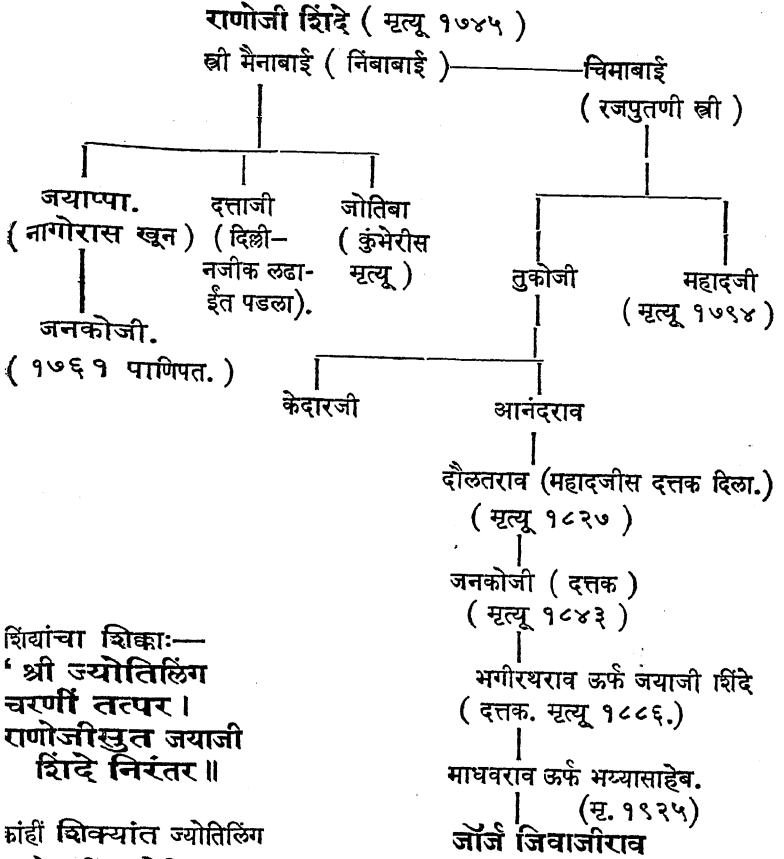 राणोजी शिंदे ( मृत्यू १७४५ )
स्त्री मैनाबाई ( निंबाबाई ) चिमाबाई
( रजपुतणी स्त्री )
जयाप्पा. दत्ताजी जोतिबा
( नागोरास खून ) (दिल्ली– ( कुंभेरीस
नजीक लढा- मृत्यू )
ईंत पडला).
तुकोजी महादजी
( मृत्यू १७९४ )
जनकोजी.
( १७६१ पाणिपत. )
केदारजी आनंदराव
दौलतराव (महादजीस दत्तक दिला.)
( मृत्यू १८२७ )
जनकोजी ( दत्तक )
( मृत्यू १८४३ )
भगीरथराव ऊर्फ जयाजी शिंदे
( दत्तक. मृत्यू १८८६.)
माधवराव ऊर्फ भय्यासाहेब.
(मृ. १९२५)
जॉर्ज जिवाजीराव
शिंद्यांचा शिक्काः—
‘ श्री ज्योतिलिंग
चरणीं तत्पर ।
राणोजीसुत जयाजी
शिंदे निरंतर ॥
कांहीं शिक्यांत ज्योतिलिंग